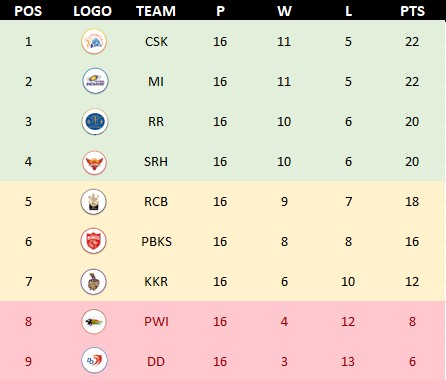 POS LOGO TEAM P W L PTS
1 CSK 16 11 5 22
2 MI 16 11 5 22
3 RR 16 10 6 20
4 SRH 16 10 6 20
5 RCB 16 9 7 18
6 PBKS 16 8 8 16
7 KKR 16 6 10 12
8 PWI 16 4 12 8
9 DD 16 3 13 6